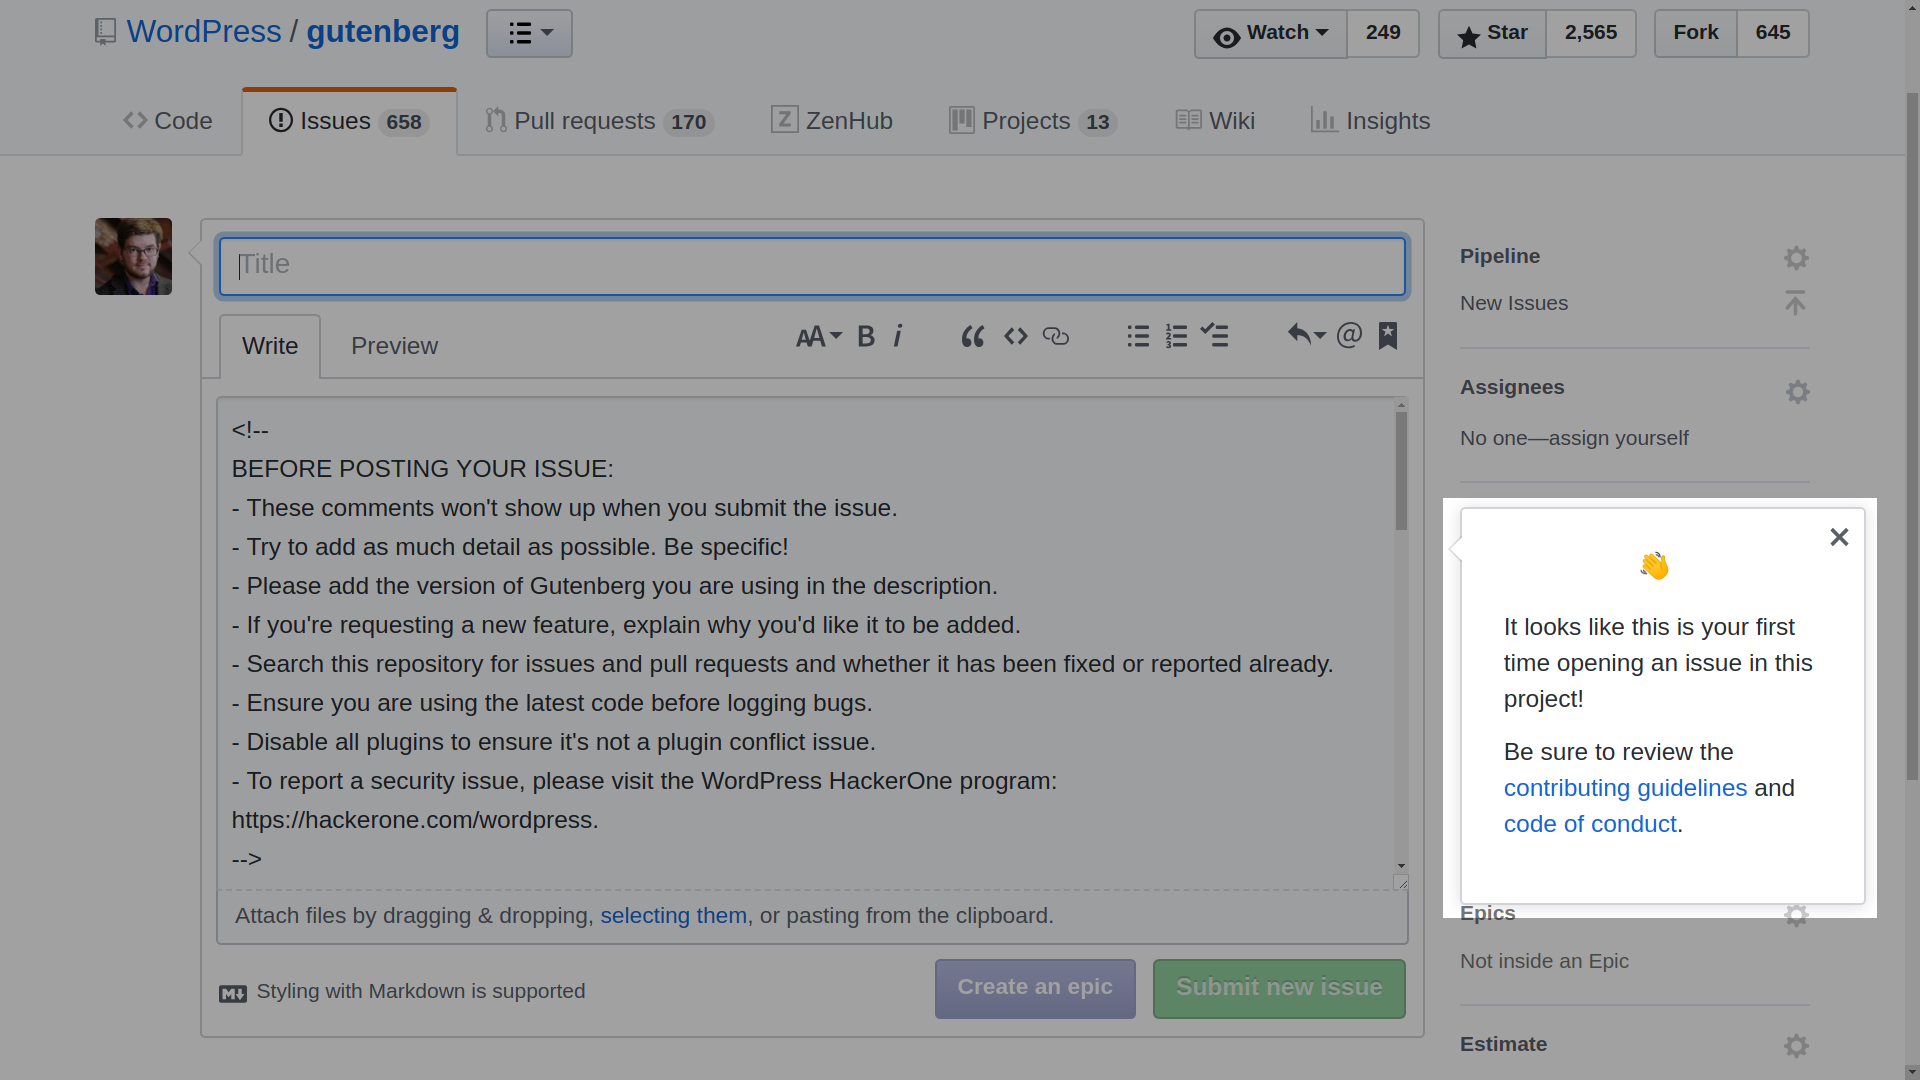 WordPress / gutenberg
Watch 249 Star 2,565 Fork 645
Code Issues 658 Pull requests 170 ZenHub Projects 13 Wiki Insights
Title
Write Preview
<!--
BEFORE POSTING YOUR ISSUE:
- These comments won't show up when you submit the issue.
- Try to add as much detail as possible. Be specific!
- Please add the version of Gutenberg you are using in the description.
- If you're requesting a new feature, explain why you'd like it to be added.
- Search this repository for issues and pull requests and whether it has been fixed or reported already.
- Ensure you are using the latest code before logging bugs.
- Disable all plugins to ensure it's not a plugin conflict issue.
- To report a security issue, please visit the WordPress HackerOne program:
https://hackerone.com/wordpress.
-->
Attach files by dragging & dropping, selecting them, or pasting from the clipboard.
Styling with Markdown is supported
Create an epic
Submit new issue
Pipeline
New Issues
Assignees
No one—assign yourself
It looks like this is your first
time opening an issue in this
project!
Be sure to review the
contributing guidelines and
code of conduct.
Epics
Not inside an Epic
Estimate